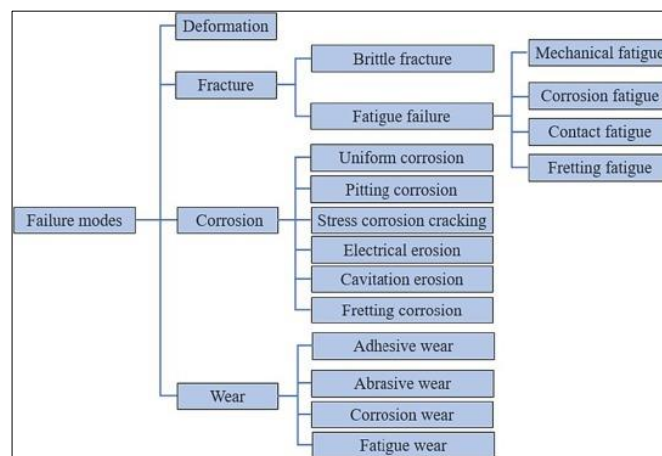 Failure modes
Deformation
Fracture
Brittle fracture
Fatigue failure
Mechanical fatigue
Corrosion fatigue
Contact fatigue
Fretting fatigue
Corrosion
Uniform corrosion
Pitting corrosion
Stress corrosion cracking
Electrical erosion
Cavitation erosion
Fretting corrosion
Wear
Adhesive wear
Abrasive wear
Corrosion wear
Fatigue wear